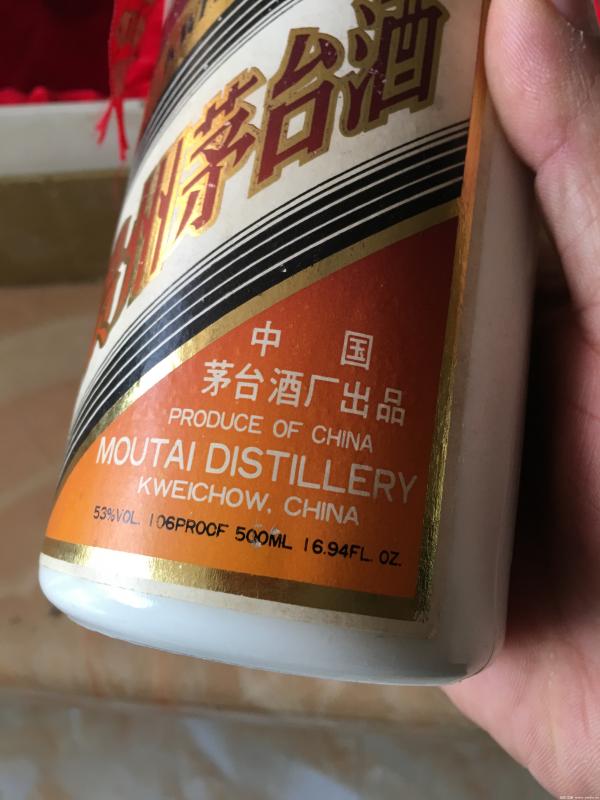 州茅台酒
中国
茅台酒厂出品
PRODUCE OF CHINA
MOUTAI DISTILLERY
KWEICHOW, CHINA
53%VOL. 106PROOF 500ML 16.94FL. OZ.